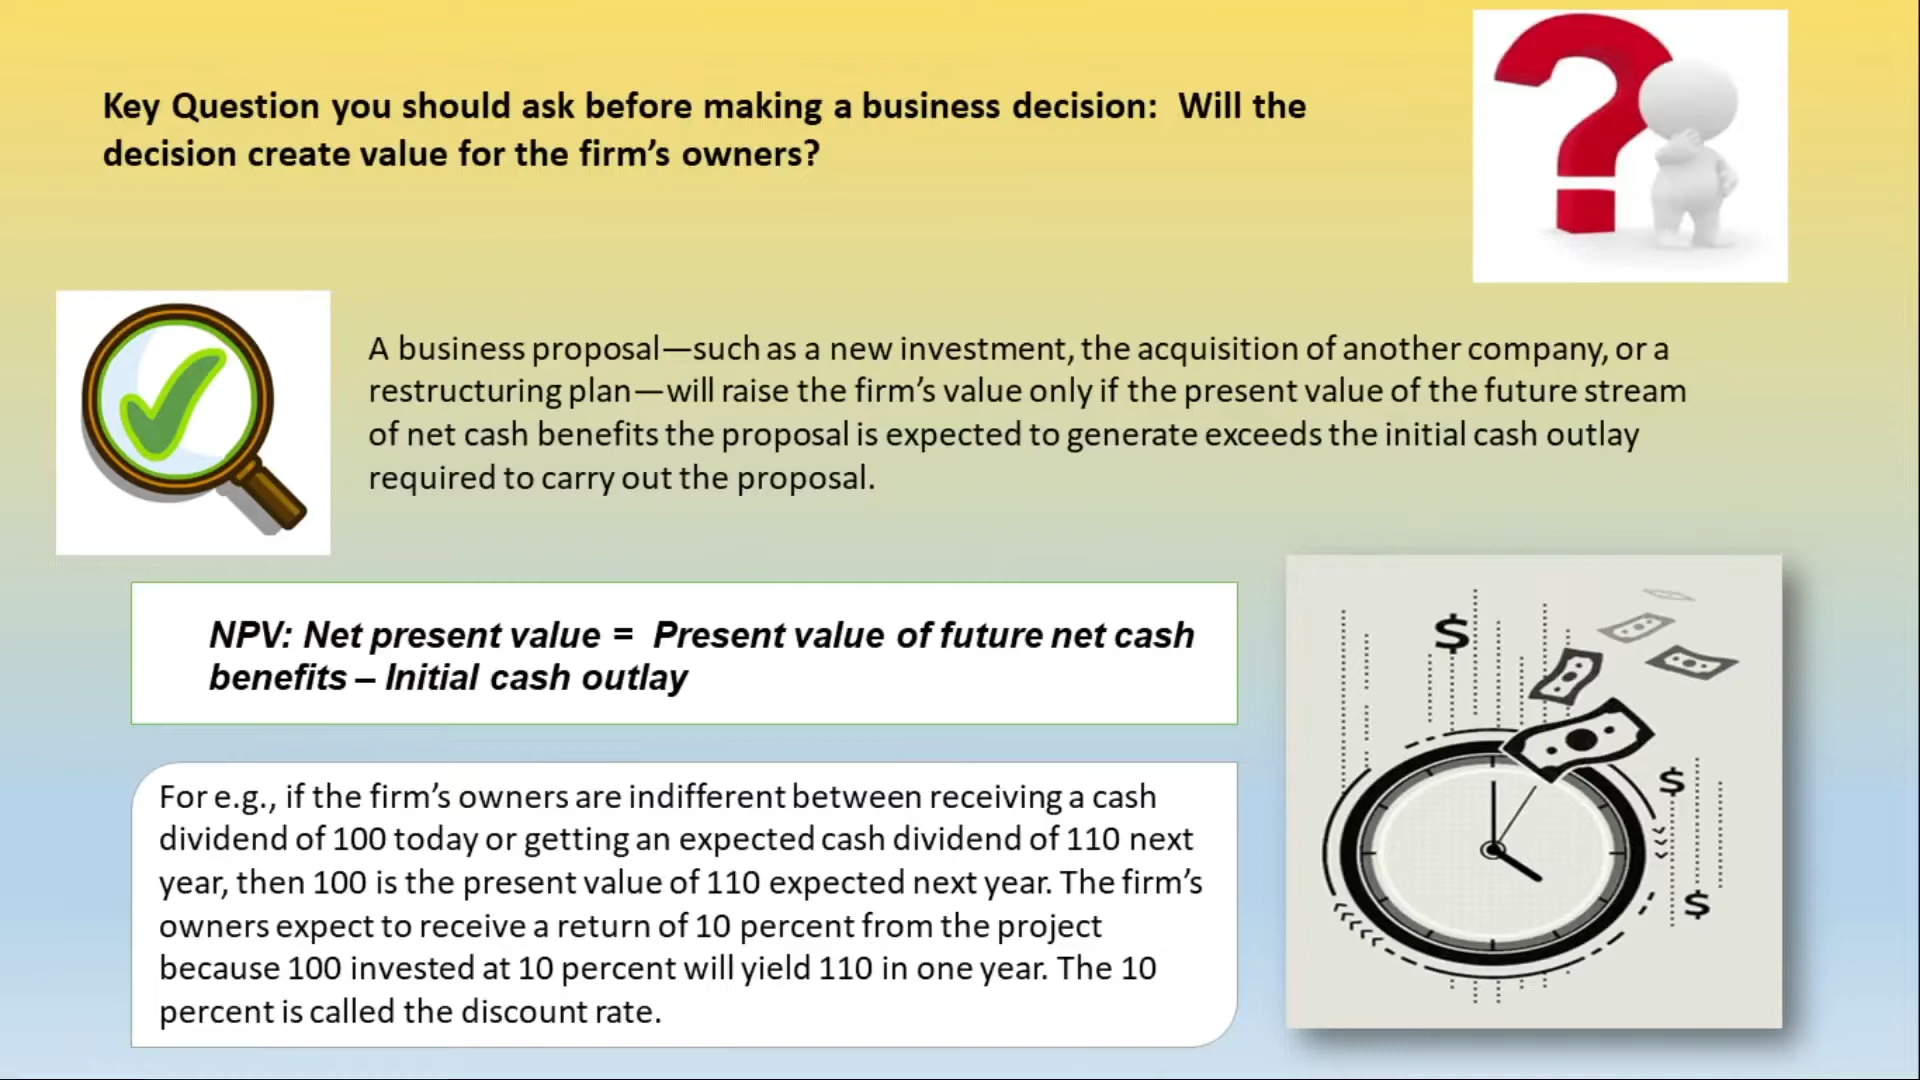 Key Question you should ask before making a business decision:  Will the
decision create value for the firm's owners?
A business proposal—such as a new investment, the acquisition of another company, or a
restructuring plan—will raise the firm's value only if the present value of the future stream
of net cash benefits the proposal is expected to generate exceeds the initial cash outlay
required to carry out the proposal.
NPV: Net present value =  Present value of future net cash
benefits – Initial cash outlay
For e.g., if the firm's owners are indifferent between receiving a cash
dividend of 100 today or getting an expected cash dividend of 110 next
year, then 100 is the present value of 110 expected next year. The firm's
owners expect to receive a return of 10 percent from the project
because 100 invested at 10 percent will yield 110 in one year. The 10
percent is called the discount rate.